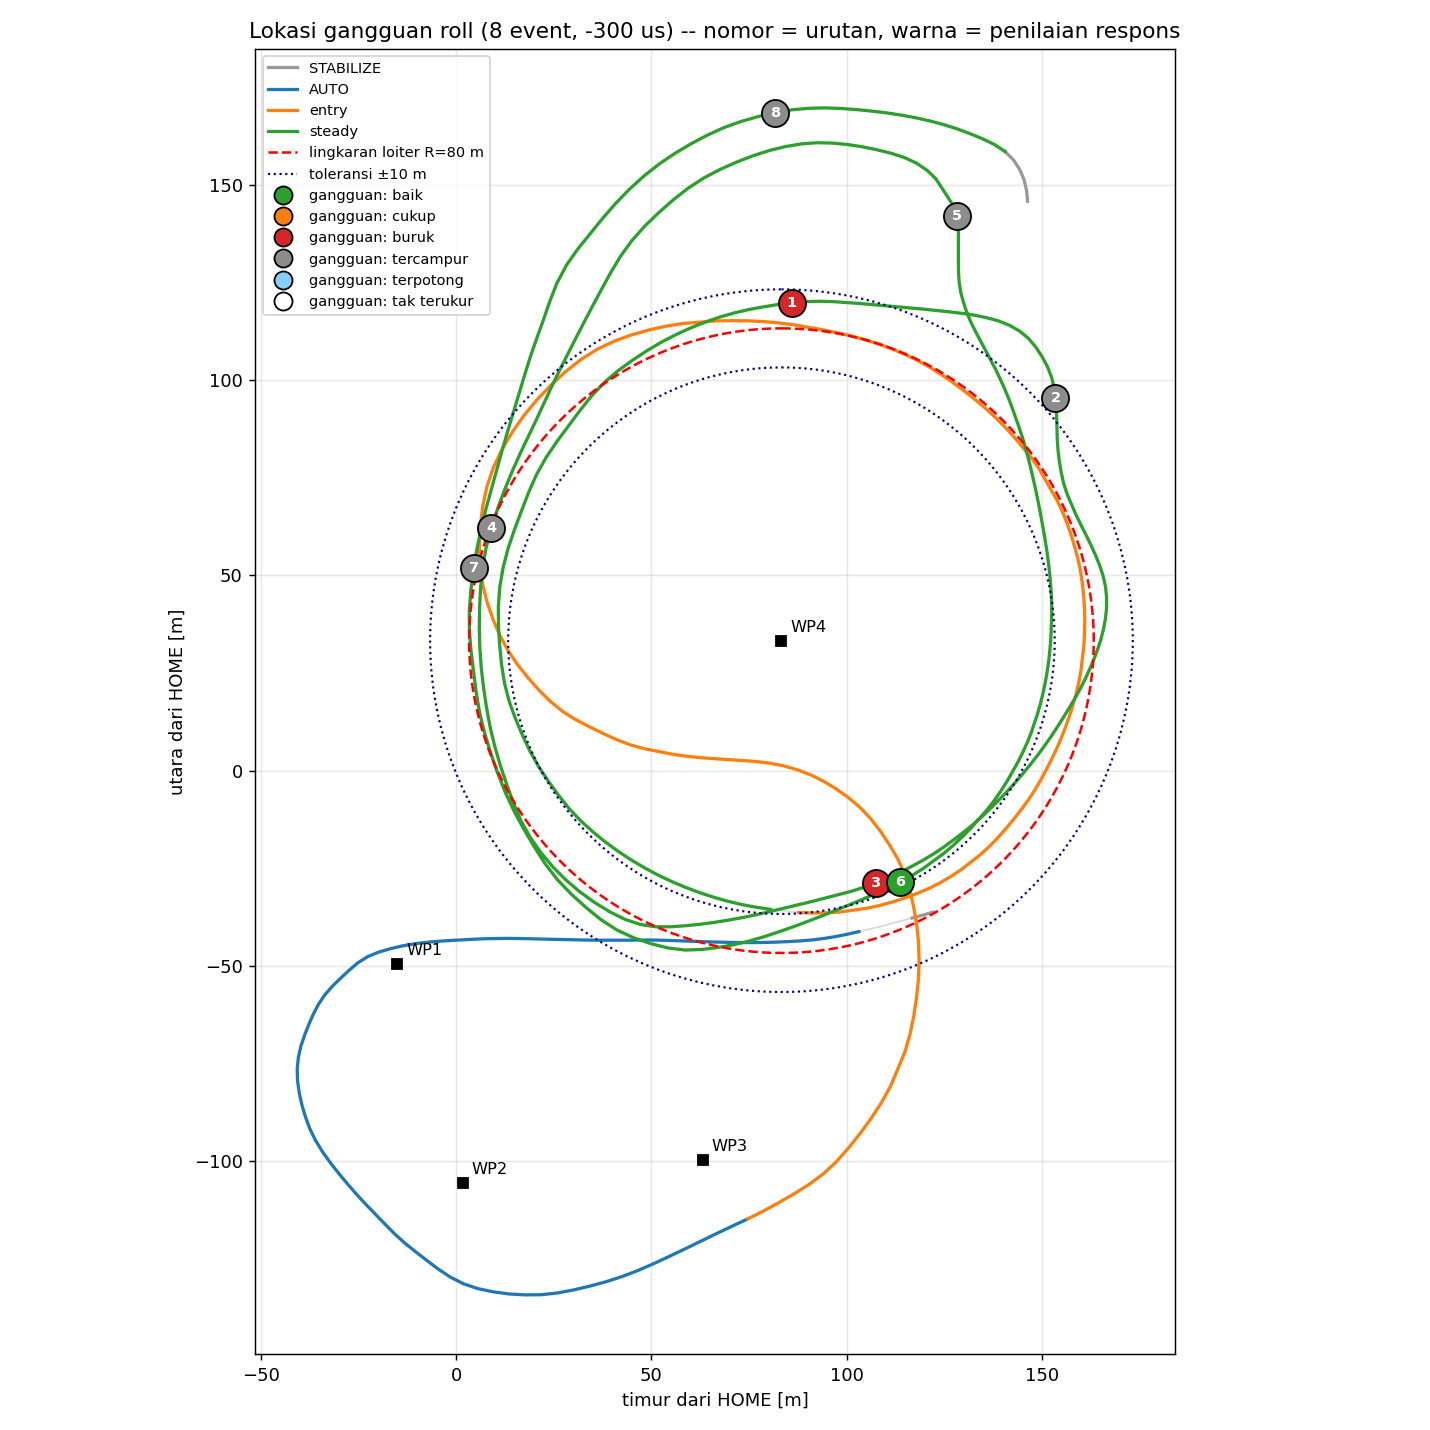 Lokasi gangguan roll (8 event, -300 us) -- nomor = urutan, warna = penilaian respons
STABILIZE
AUTO
entry
steady
lingkaran loiter R=80 m
toleransi ±10 m
gangguan: baik
gangguan: cukup
gangguan: buruk
gangguan: tercampur
gangguan: terpotong
gangguan: tak terukur
8
5
1
2
4
7
WP4
3
6
WP1
WP3
WP2
150
100
50
0
−50
−100
utara dari HOME [m]
−50
0
50
100
150
timur dari HOME [m]